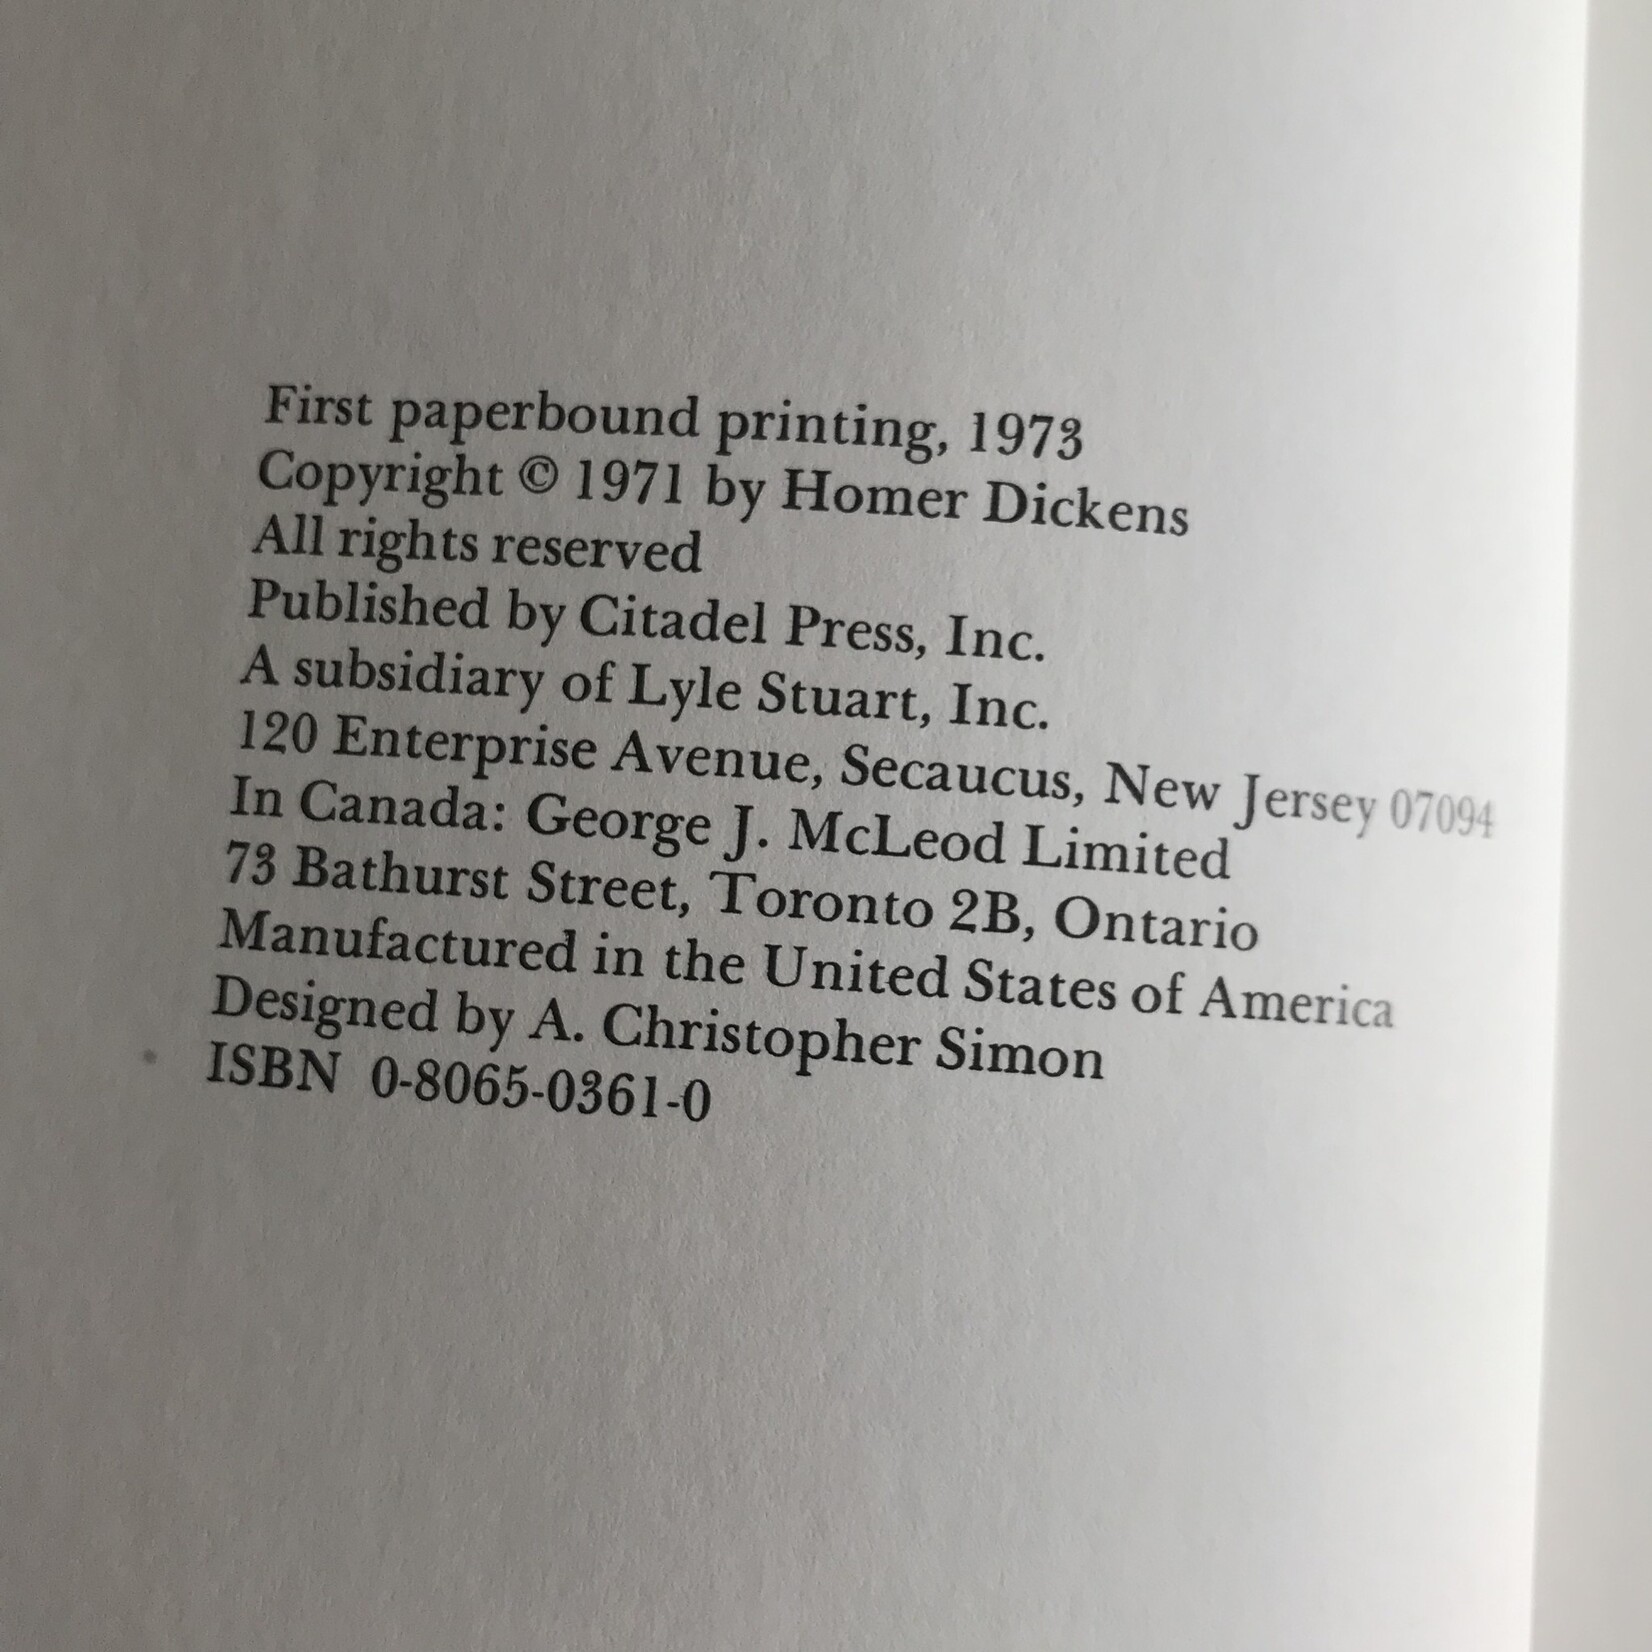 First paperbound printing, 1973
Copyright © 1971 by Homer Dickens
All rights reserved
Published by Citadel Press, Inc.
A subsidiary of Lyle Stuart, Inc.
120 Enterprise Avenue, Secaucus, New Jersey 07094
In Canada: George J. McLeod Limited
73 Bathurst Street, Toronto 2B, Ontario
Manufactured in the United States of America
Designed by A. Christopher Simon
ISBN 0-8065-0361-0